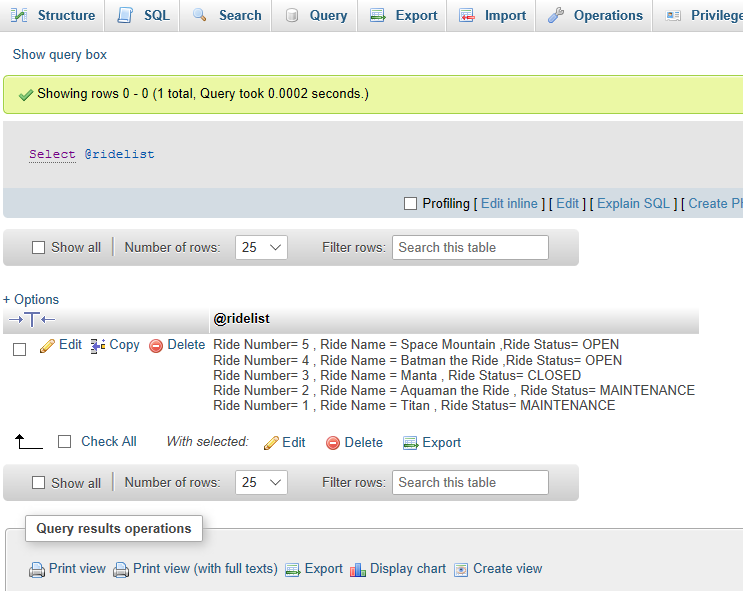 Structure SQL Search Query Export Import Operations Privilege
Show query box
Showing rows 0 - 0 (1 total, Query took 0.0002 seconds.)
Select @ridelist
Profiling [ Edit inline ] [ Edit ] [ Explain SQL ] [ Create PH
Show all Number of rows: 25 Filter rows: Search this table
+ Options
@ridelist
Edit Copy Delete Ride Number= 5 , Ride Name = Space Mountain ,Ride Status= OPEN
Ride Number= 4 , Ride Name = Batman the Ride ,Ride Status= OPEN
Ride Number= 3 , Ride Name = Manta , Ride Status= CLOSED
Ride Number= 2 , Ride Name = Aquaman the Ride , Ride Status= MAINTENANCE
Ride Number= 1 , Ride Name = Titan , Ride Status= MAINTENANCE
Check All With selected: Edit Delete Export
Show all Number of rows: 25 Filter rows: Search this table
Query results operations
Print view Print view (with full texts) Export Display chart Create view